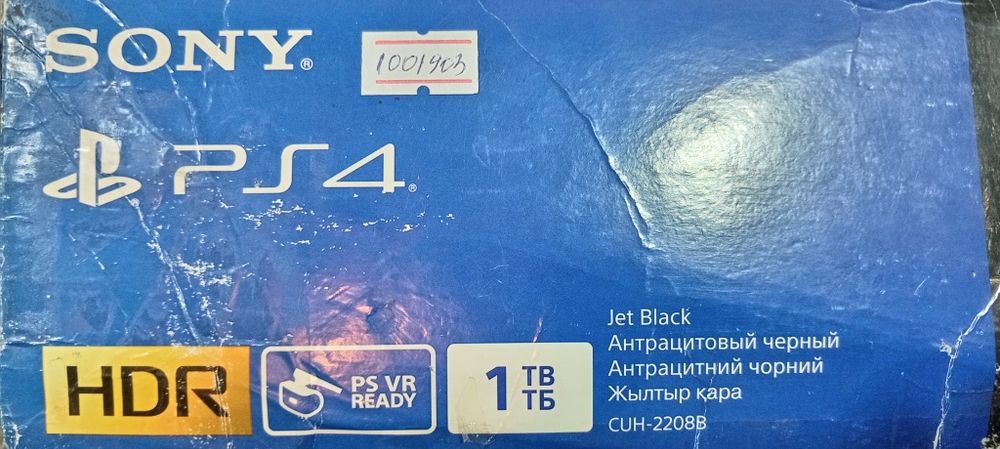 SONY®
1001903
PS4®
Jet Black
Антрацитовый черный
Антрацитний чорний
Жылтыр қара
CUH-2208B
HDR
PS VR
READY
1 TB
ТБ